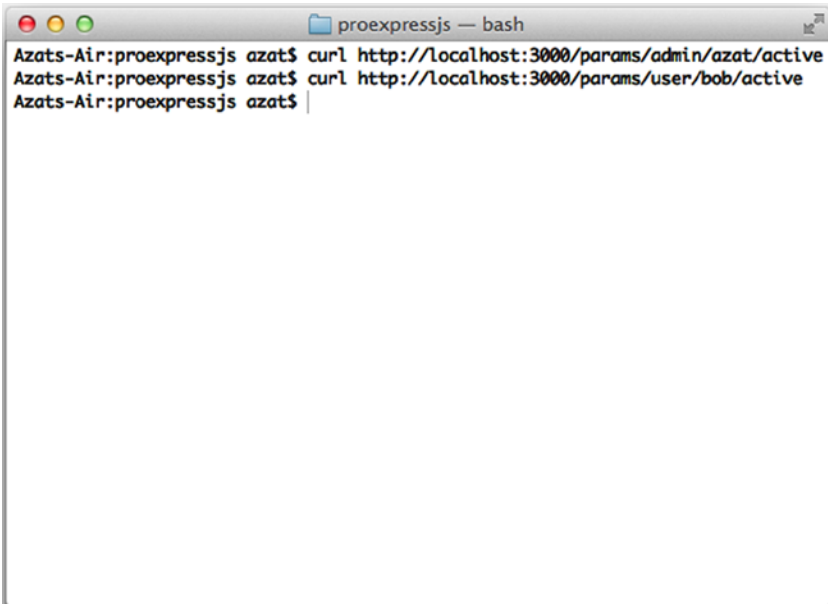 proexpressjs — bash
Azats-Air:proexpressjs azat$ curl http://localhost:3000/params/admin/azat/active
Azats-Air:proexpressjs azat$ curl http://localhost:3000/params/user/bob/active
Azats-Air:proexpressjs azat$